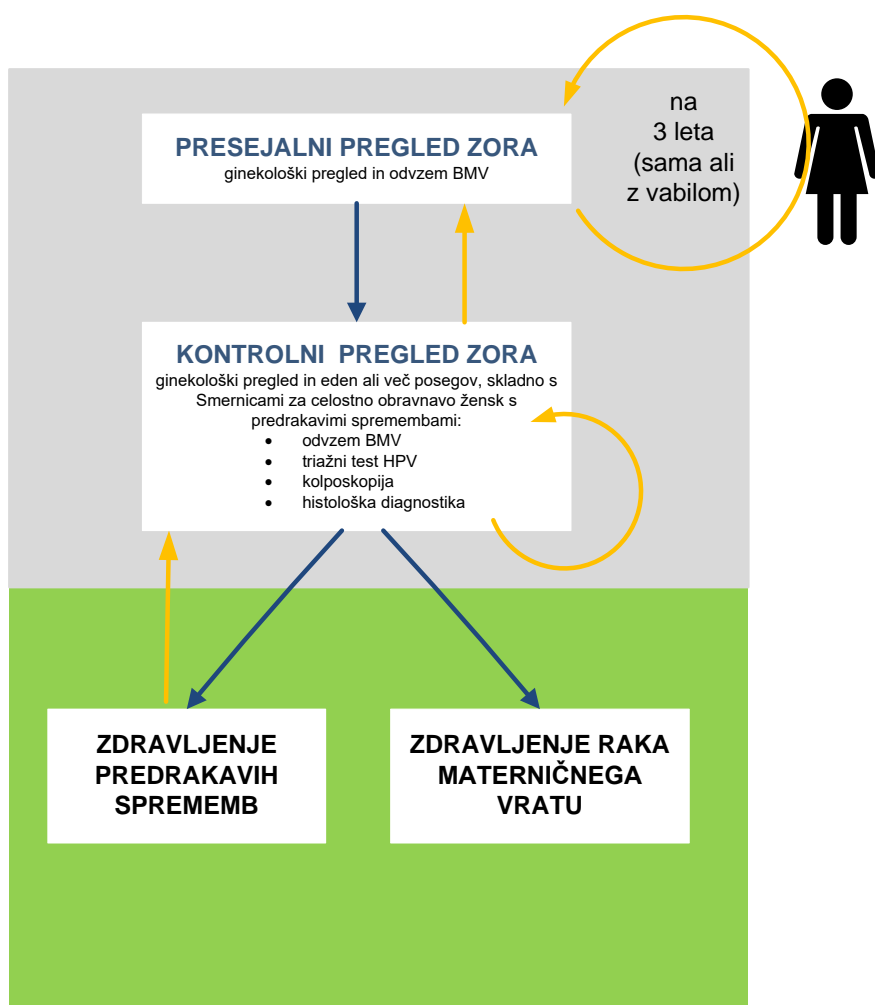 PRESEJALNI PREGLED ZORA
ginekološki pregled in odvzem BMV
na
3 leta
(sama ali
z vabilom)
KONTROLNI PREGLED ZORA
ginekološki pregled in eden ali več posegov, skladno s
Smernicami za celostno obravnavo žensk s
predrakavimi spremembami:
• odvzem BMV
• triažni test HPV
• kolposkopija
• histološka diagnostika
ZDRAVLJENJE
PREDRAKAVIH
SPREMEMB
ZDRAVLJENJE RAKA
MATERNIČNEGA
VRATU